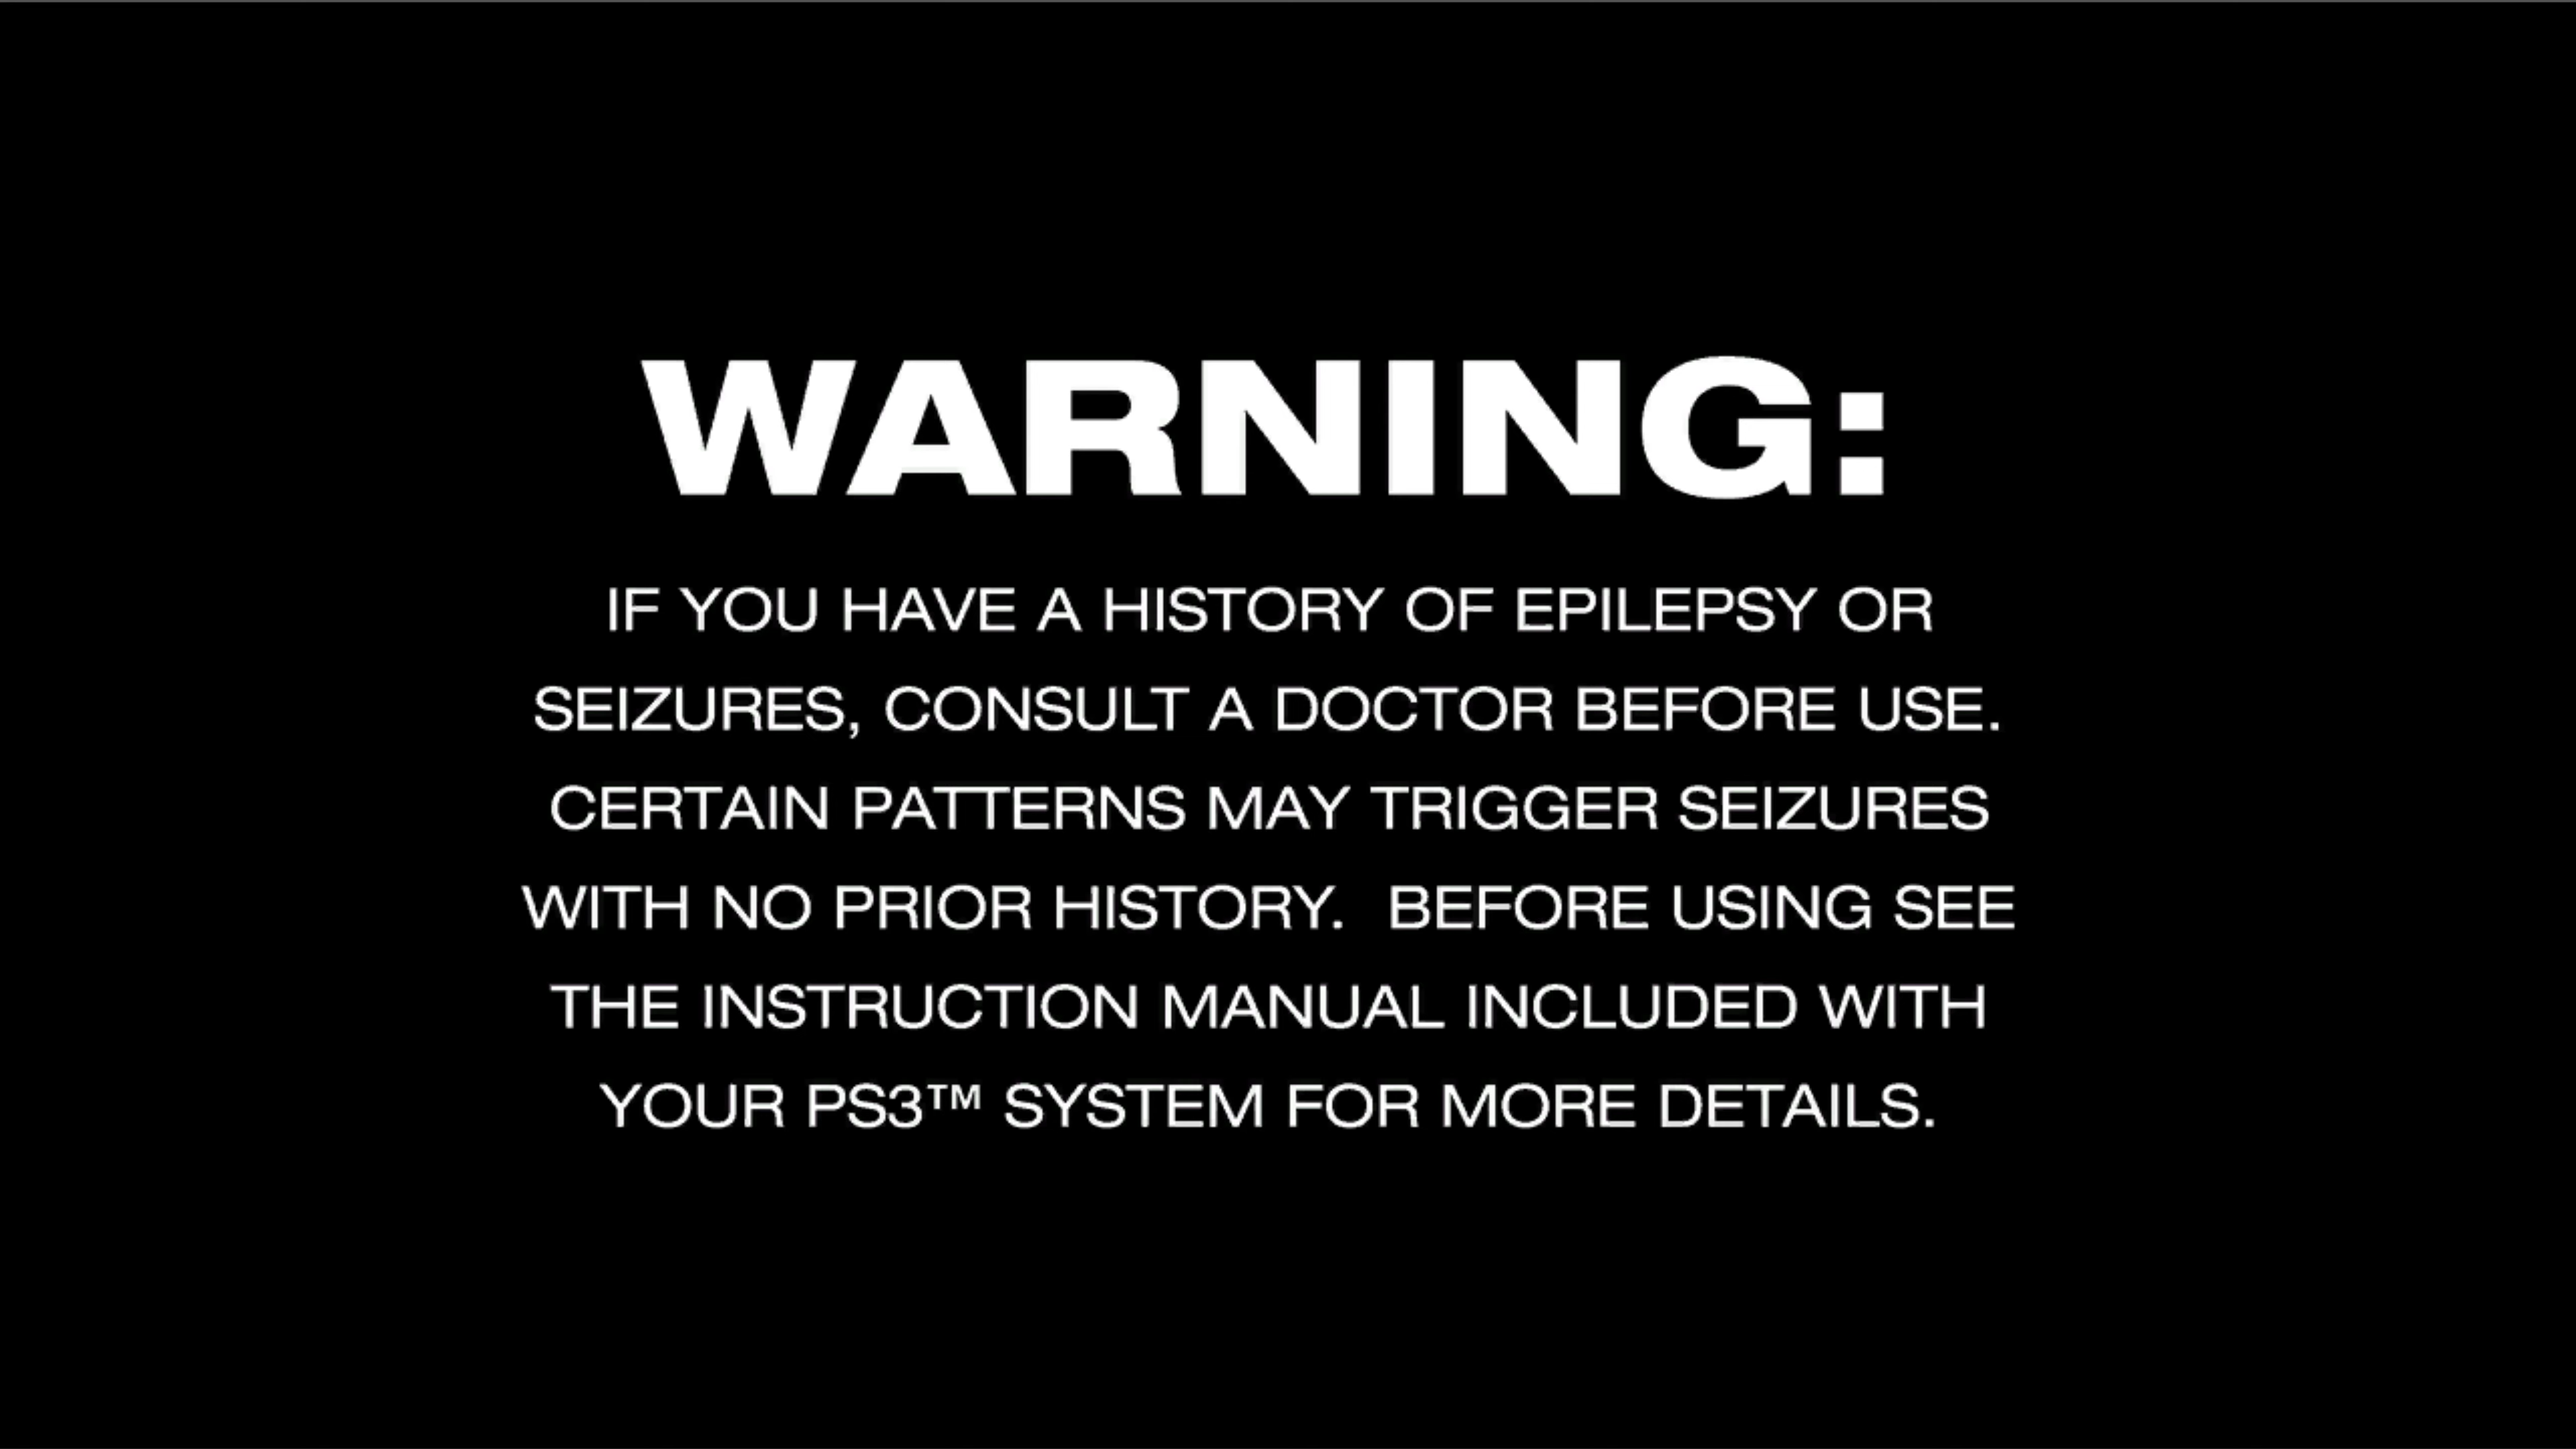 WARNING:
IF YOU HAVE A HISTORY OF EPILEPSY OR
SEIZURES, CONSULT A DOCTOR BEFORE USE.
CERTAIN PATTERNS MAY TRIGGER SEIZURES
WITH NO PRIOR HISTORY.  BEFORE USING SEE
THE INSTRUCTION MANUAL INCLUDED WITH
YOUR PS3™ SYSTEM FOR MORE DETAILS.